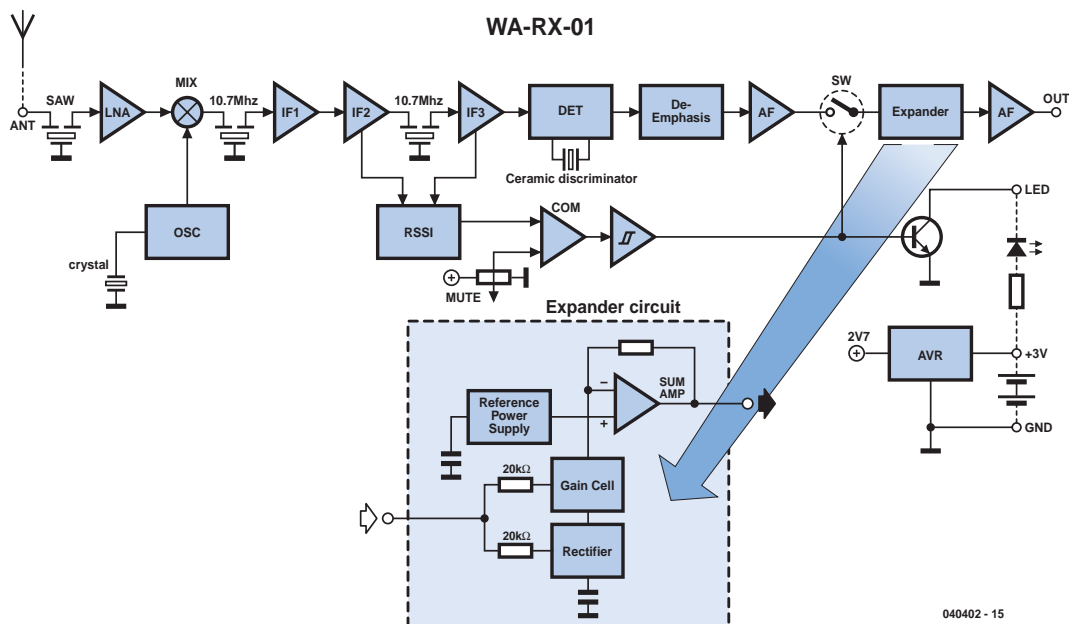 WA-RX-01
ANT
SAW
LNA
MIX
10.7Mhz
IF1
IF2
10.7Mhz
IF3
DET
Ceramic discriminator
De-
Emphasis
AF
SW
Expander
AF
OUT
crystal
OSC
RSSI
MUTE
COM
LED
2V7
AVR
+3V
GND
Expander circuit
Reference
Power
Supply
–
+
SUM
AMP
20kΩ
Gain Cell
20kΩ
Rectifier
040402 - 15